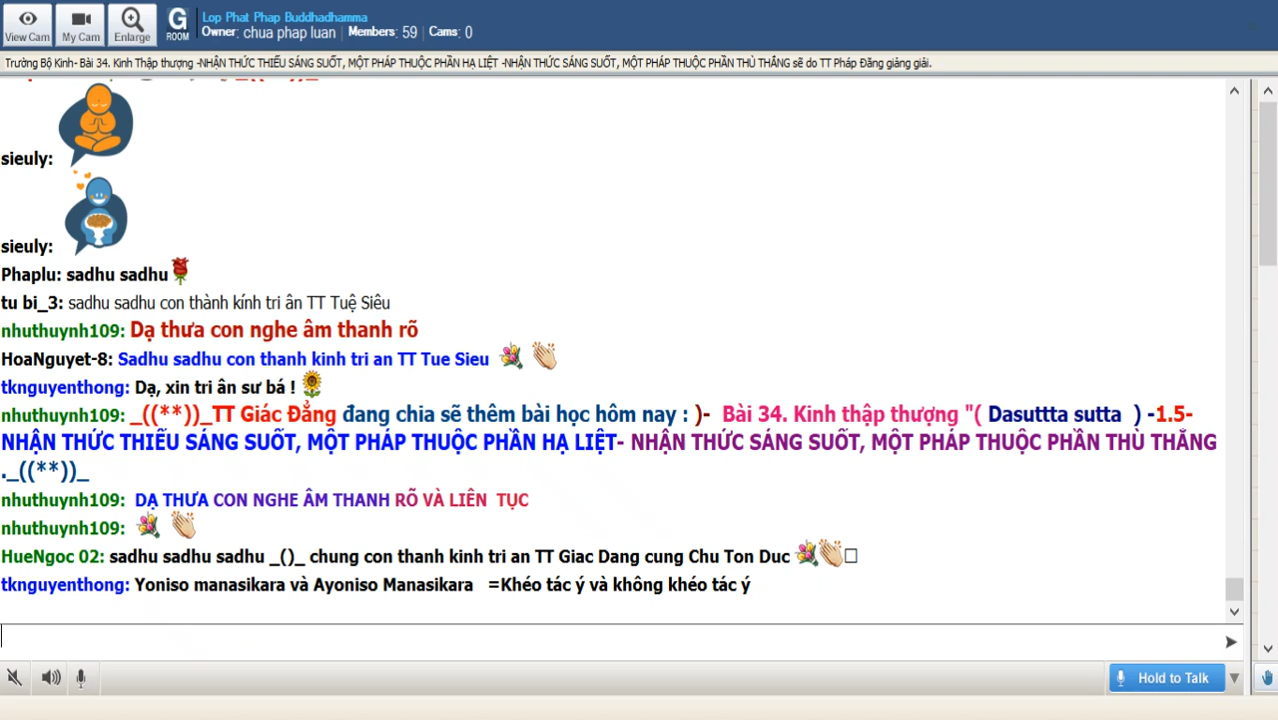 View Cam
My Cam
Enlarge
G
ROOM
Lop Phat Phap Buddhadhamma
Owner: chua phap luan | Members: 59 | Cams: 0
Trường Bộ Kinh- Bài 34. Kinh Thập thượng -NHẬN THỨC THIẾU SÁNG SUỐT, MỘT PHÁP THUỘC PHẦN HẠ LIỆT -NHẬN THỨC SÁNG SUỐT, MỘT PHÁP THUỘC PHẦN THÙ THẮNG sẽ do TT Pháp Đăng giảng giải.
sieuly:
sieuly:
Phaplu: sadhu sadhu
tu bi_3: sadhu sadhu con thành kính tri ân TT Tuệ Siêu
nhuthuynh109: Dạ thưa con nghe âm thanh rõ
HoaNguyet-8: Sadhu sadhu con thanh kinh tri an TT Tue Sieu
tknguyenthong: Dạ, xin tri ân sư bá !
nhuthuynh109: _((**))_TT Giác Đẳng đang chia sẽ thêm bài học hôm nay : )- Bài 34. Kinh thập thượng "( Dasuttta sutta ) -1.5-
NHẬN THỨC THIẾU SÁNG SUỐT, MỘT PHÁP THUỘC PHẦN HẠ LIỆT- NHẬN THỨC SÁNG SUỐT, MỘT PHÁP THUỘC PHẦN THÙ THẮNG
._((**))_
nhuthuynh109: DẠ THƯA CON NGHE ÂM THANH RÕ VÀ LIÊN TỤC
nhuthuynh109:
HueNgoc 02: sadhu sadhu sadhu _()_ chung con thanh kinh tri an TT Giac Dang cung Chu Ton Duc
tknguyenthong: Yoniso manasikara và Ayoniso Manasikara =Khéo tác ý và không khéo tác ý
Hold to Talk